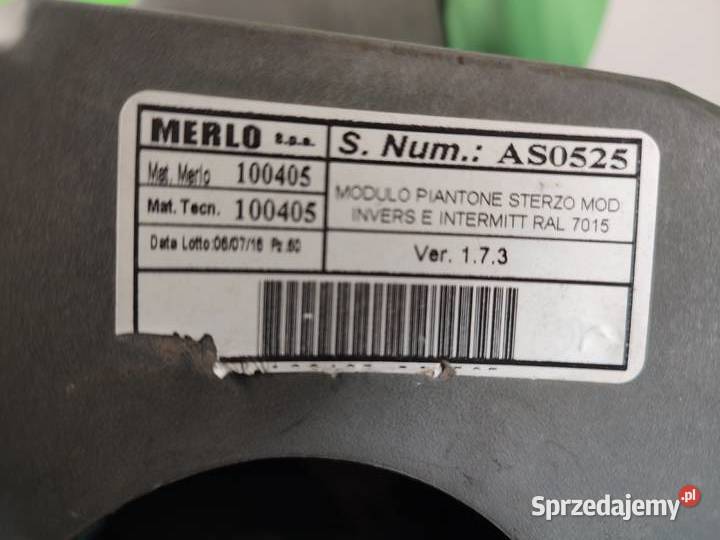 MERLO S.p.A.
S. Num.: AS0525
Mat. Merlo 100405
Mat. Tecn. 100405
MODULO PIANTONE STERZO MOD
INVERS E INTERMITT RAL 7015
Data Lotto:06/07/16 Pz.60
Ver. 1.7.3
Sprzedajemy.pl